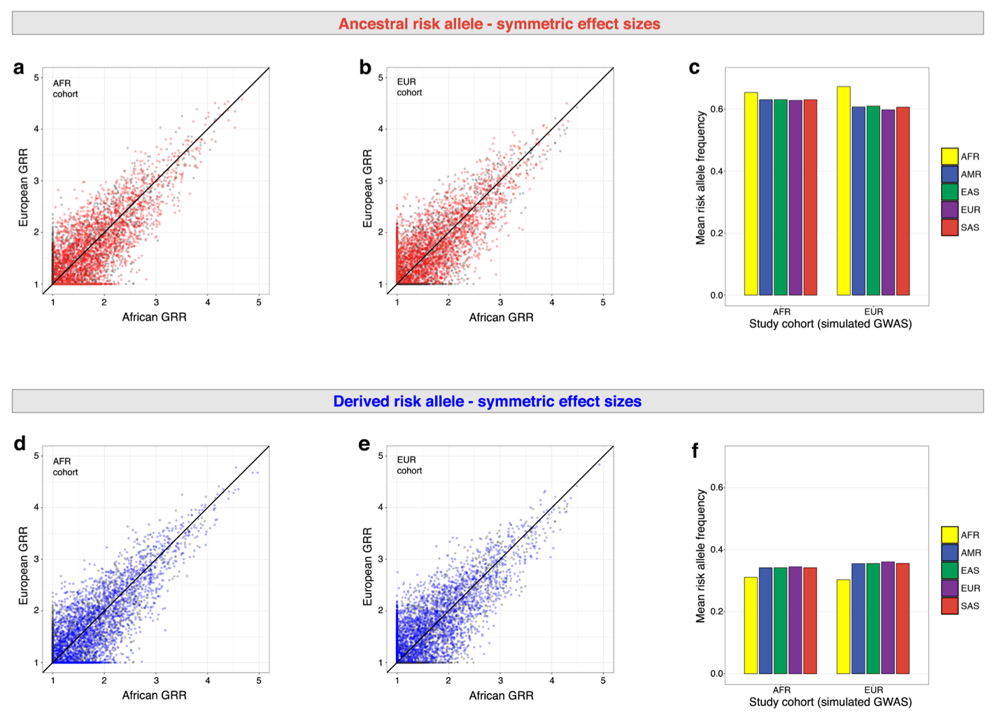 Ancestral risk allele - symmetric effect sizes
a
AFR
cohort
European GRR
5
4
3
2
1
1 2 3 4 5
African GRR
b
EUR
cohort
European GRR
5
4
3
2
1
1 2 3 4 5
African GRR
c
Mean risk allele frequency
0.6
0.4
0.2
0.0
AFR EUR
Study cohort (simulated GWAS)
AFR
AMR
EAS
EUR
SAS
Derived risk allele - symmetric effect sizes
d
AFR
cohort
European GRR
5
4
3
2
1
1 2 3 4 5
African GRR
e
EUR
cohort
European GRR
5
4
3
2
1
1 2 3 4 5
African GRR
f
Mean risk allele frequency
0.6
0.4
0.2
0.0
AFR EUR
Study cohort (simulated GWAS)
AFR
AMR
EAS
EUR
SAS